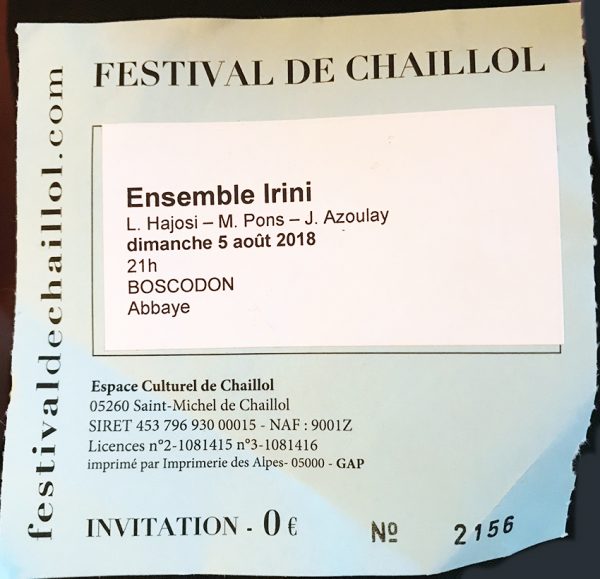 festivaldechaillol.com
FESTIVAL DE CHAILLOL
Ensemble Irini
L. Hajosi – M. Pons – J. Azoulay
dimanche 5 août 2018
21h
BOSCODON
Abbaye
Espace Culturel de Chaillol
05260 Saint-Michel de Chaillol
SIRET 453 796 930 00015 - NAF : 9001Z
Licences n°2-1081415 n°3-1081416
imprimé par Imprimerie des Alpes- 05000 - GAP
INVITATION - 0 € Nº 2156